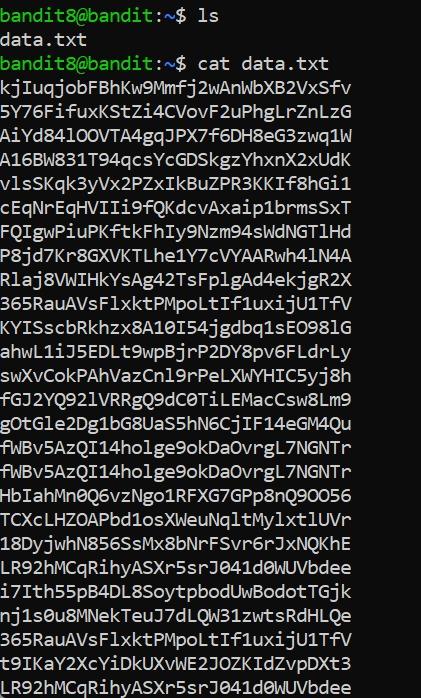 bandit8@bandit:~$ ls
data.txt
bandit8@bandit:~$ cat data.txt
kjIuqjobFBhKw9Mmfj2wAnWbXB2VxSfv
5Y76FifuxKStZi4CVovF2uPhgLrZnLzG
AiYd84lOOVTA4gqJPX7f6DH8eG3zwq1W
A16BW831T94qcsYcGDSkgzYhxnX2xUdK
vlsSKqk3yVx2PZxIkBuZPR3KKIf8hGi1
cEqNrEqHVIIi9fQKdcvAxaip1brmsSxT
FQIgwPiuPKftkFhIy9Nzm94sWdNGTlHd
P8jd7Kr8GXVKTLhe1Y7cVYAARwh4lN4A
Rlaj8VWIHkYsAg42TsFplgAd4ekjgR2X
365RauAVsFlxktPMpoLtIf1uxijU1TfV
KYISscbRkhzx8A10I54jgdbq1sEO98lG
ahwL1iJ5EDLt9wpBjrP2DY8pv6FLdrLy
swXvCokPAhVazCnl9rPeLXWYHIC5yj8h
fGJ2YQ92lVRRgQ9dC0TiLEMacCsw8Lm9
gOtGle2Dg1bG8UaS5hN6CjIF14eGM4Qu
fWBv5AzQI14holge9okDaOvrgL7NGNTr
fWBv5AzQI14holge9okDaOvrgL7NGNTr
HbIahMn0Q6vzNgo1RFXG7GPp8nQ9OO56
TCXcLHZOAPbd1osXWeuNqltMylxtlUVr
18DyjwhN856SsMx8bNrFSvr6rJxNQKhE
LR92hMCqRihyASXr5srJ041d0WUVbdee
i7Ith55pB4DL8SoytpbodUwBodotTGjk
nj1s0u8MNekTeuJ7dLQW31zwtsRdHLQe
365RauAVsFlxktPMpoLtIf1uxijU1TfV
t9IKaY2XcYiDkUXvWE2JOZKIdZvpDXt3
LR92hMCqRihyASXr5srJ041d0WUVbdee